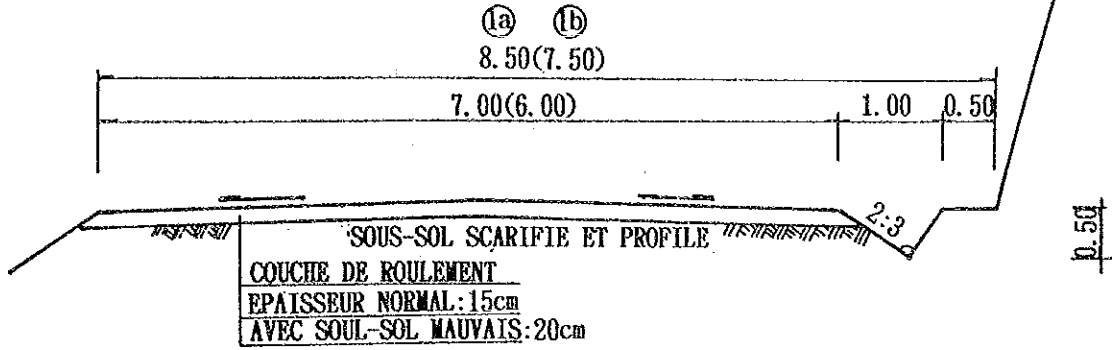 1a 1b
8.50(7.50)
7.00(6.00) 1.00 0.50
2:3
0.50
SOUS-SOL SCARIFIE ET PROFILE
COUCHE DE ROULEMENT
EPAISSEUR NORMAL:15cm
AVEC SOUL-SOL MAUVAIS:20cm